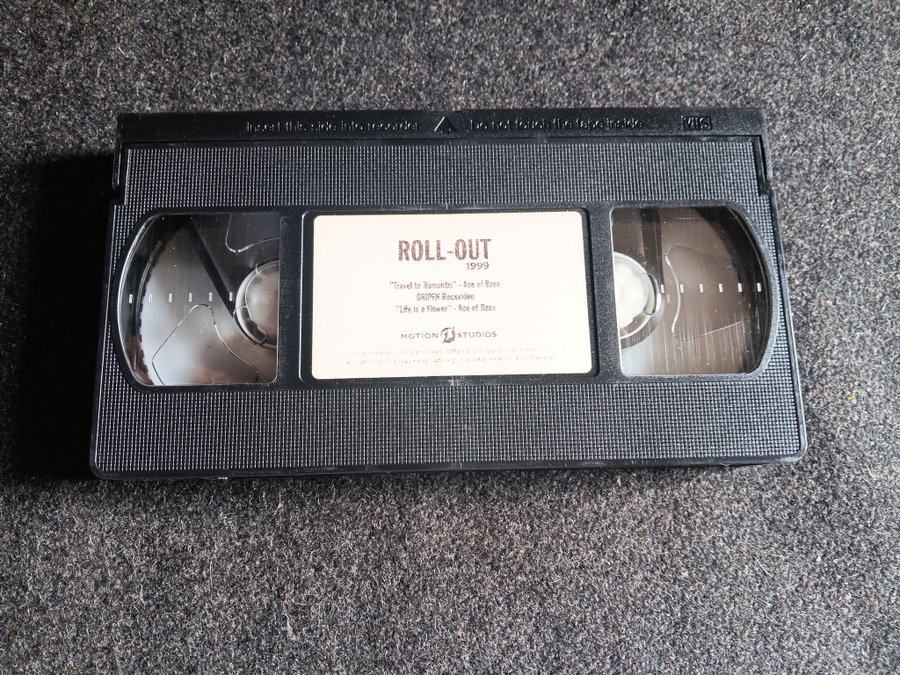 Insert this side into recorder △ Do not touch the tape inside VHS
ROLL-OUT
1999
"Travel to Romantis" - Ace of Base
GRIPEN Rockvideo
"Life is a Flower" - Ace of Base
MOTION STUDIOS